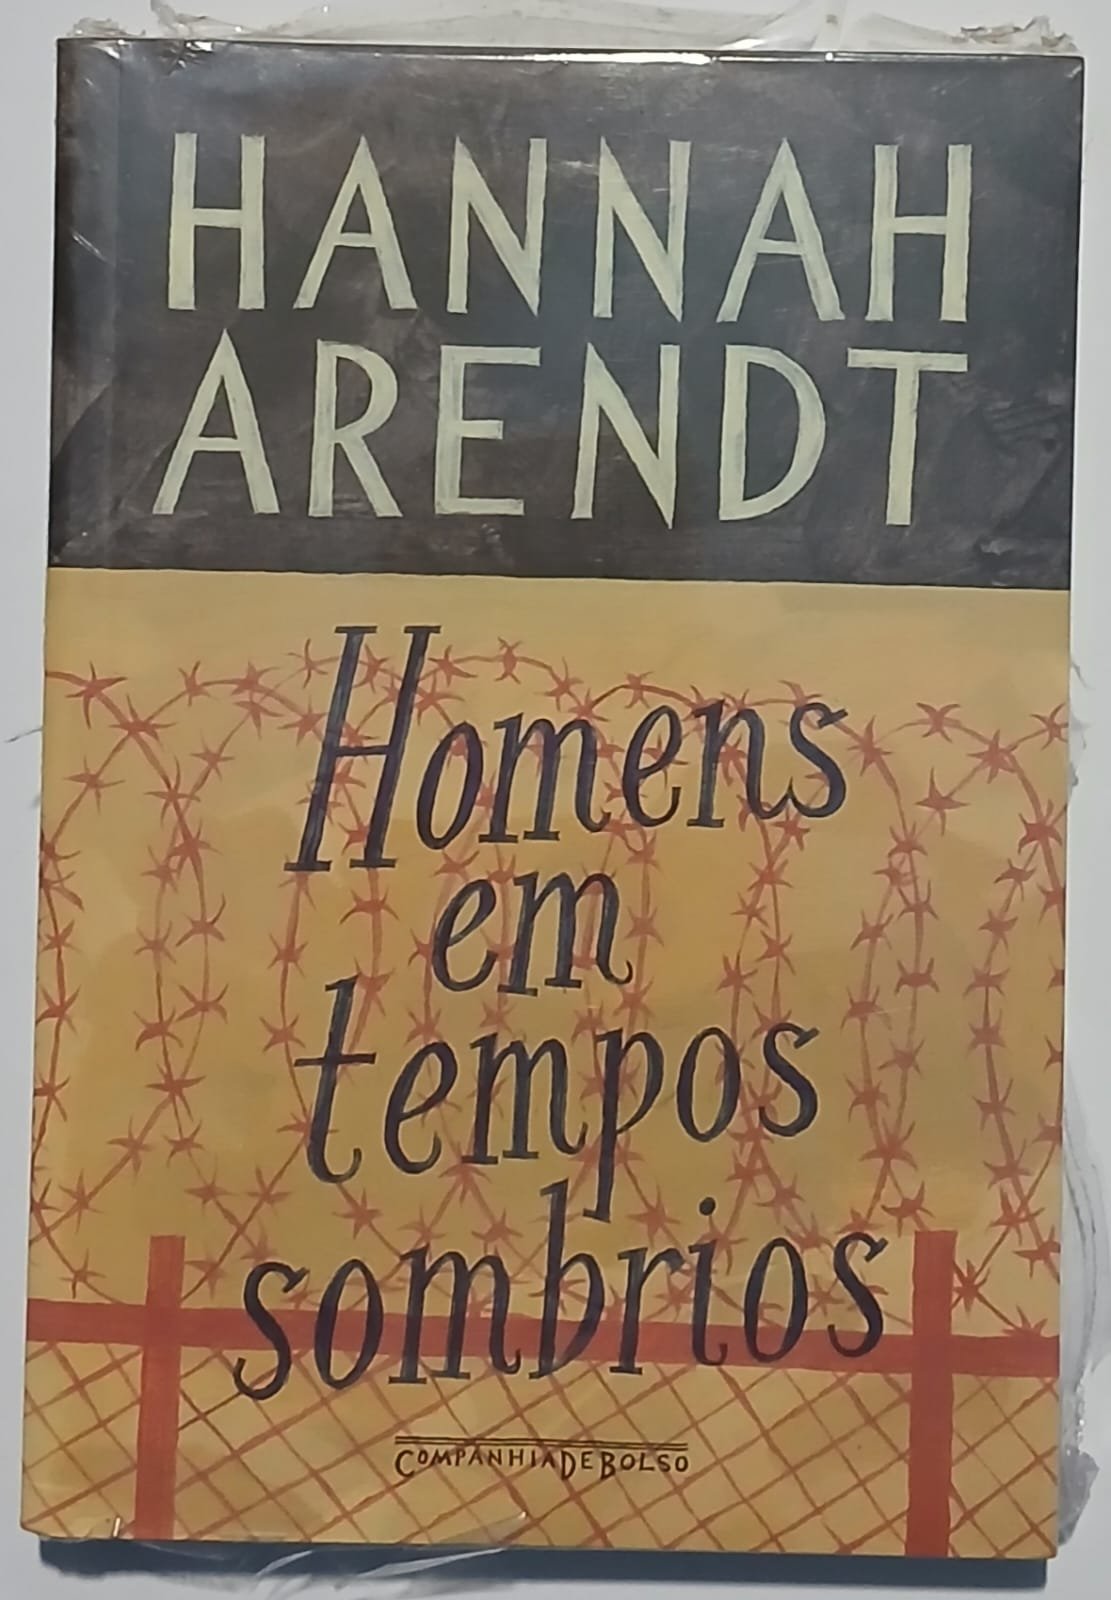 HANNAH
ARENDT
Homens
em
tempos
sombrios
COMPANHIADEBOLSO